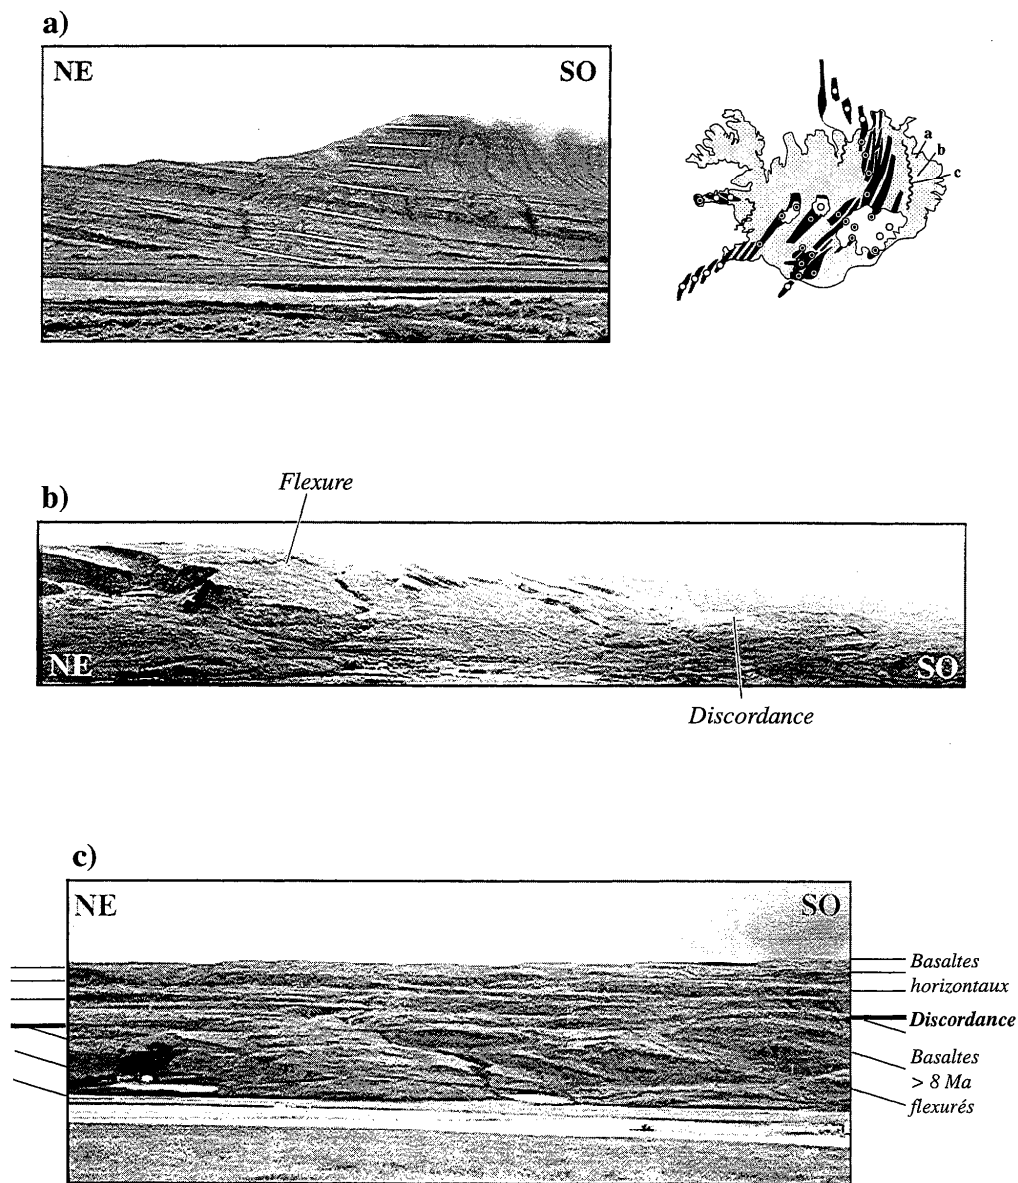 a)
NE SO
a
b
c
b)
Flexure
NE SO
Discordance
c)
NE SO
Basaltes
horizontaux
Discordance
Basaltes
> 8 Ma
flexurés